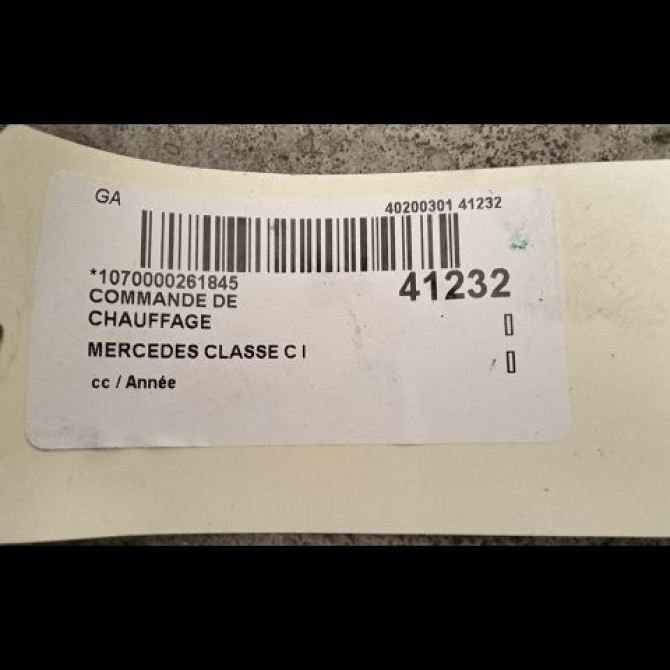 GA
40200301 41232
*1070000261845
41232
COMMANDE DE
CHAUFFAGE
MERCEDES CLASSE C I
cc / Année